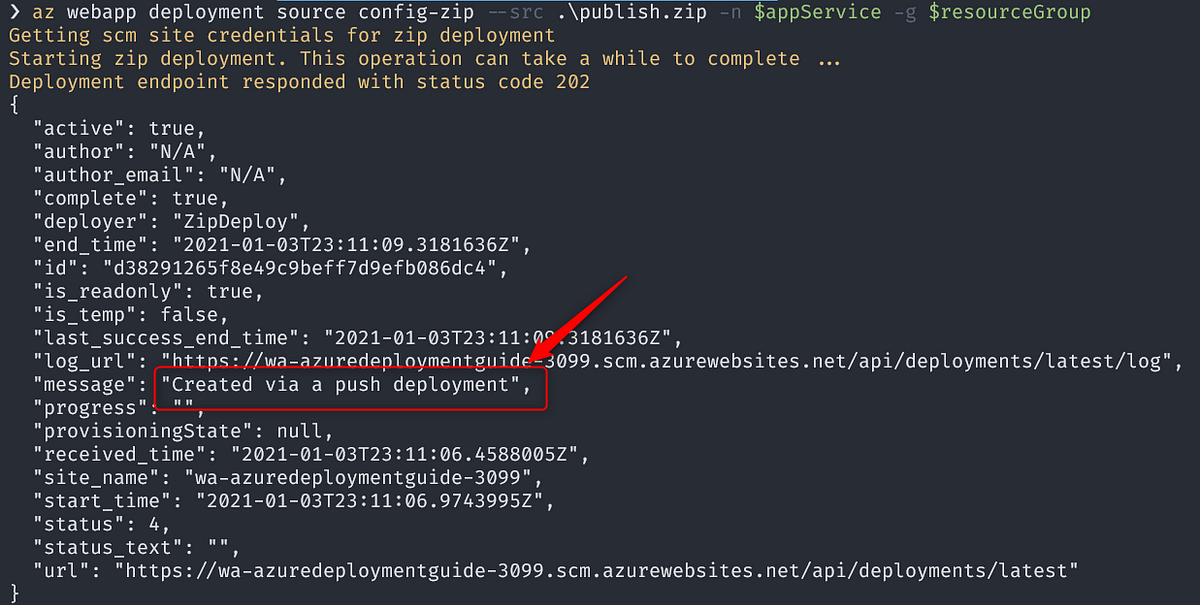 ❯ az webapp deployment source config-zip --src .\publish.zip -n $appService -g $resourceGroup
Getting scm site credentials for zip deployment
Starting zip deployment. This operation can take a while to complete ...
Deployment endpoint responded with status code 202
{
  "active": true,
  "author": "N/A",
  "author_email": "N/A",
  "complete": true,
  "deployer": "ZipDeploy",
  "end_time": "2021-01-03T23:11:09.3181636Z",
  "id": "d38291265f8e49c9beff7d9efb086dc4",
  "is_readonly": true,
  "is_temp": false,
  "last_success_end_time": "2021-01-03T23:11:09.3181636Z",
  "log_url": "https://wa-azuredeploymentguide-3099.scm.azurewebsites.net/api/deployments/latest/log",
  "message": "Created via a push deployment",
  "progress": "",
  "provisioningState": null,
  "received_time": "2021-01-03T23:11:06.4588005Z",
  "site_name": "wa-azuredeploymentguide-3099",
  "start_time": "2021-01-03T23:11:06.9743995Z",
  "status": 4,
  "status_text": "",
  "url": "https://wa-azuredeploymentguide-3099.scm.azurewebsites.net/api/deployments/latest"
}